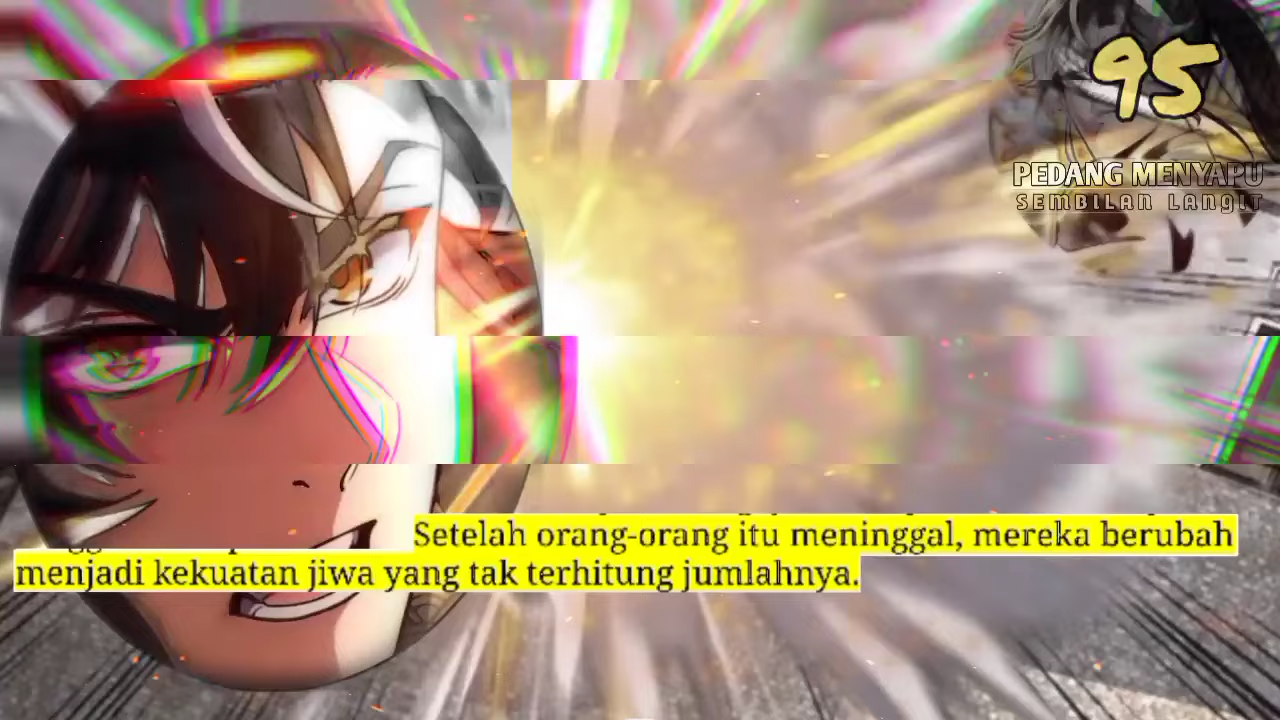 95
PEDANG MENYAPU
SEMBILAN LANGIT
Setelah orang-orang itu meninggal, mereka berubah
menjadi kekuatan jiwa yang tak terhitung jumlahnya.